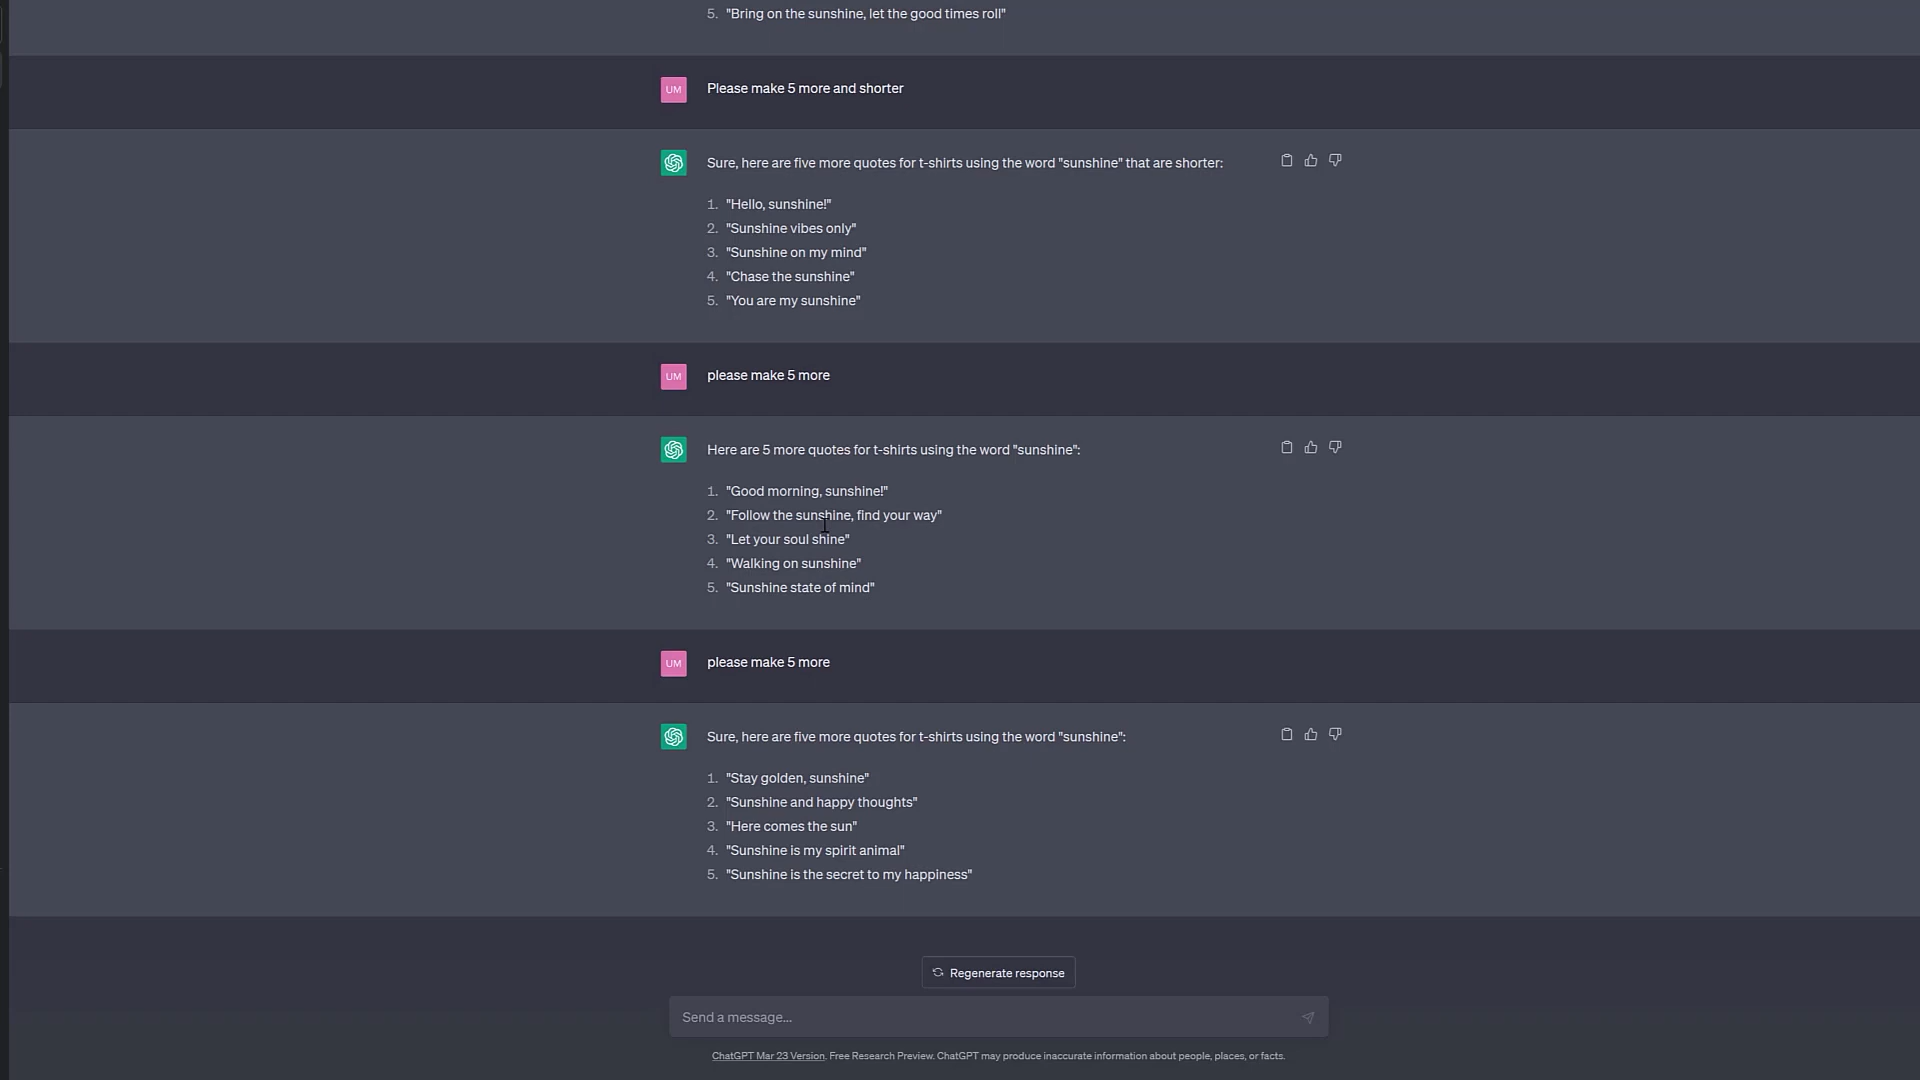 5. "Bring on the sunshine, let the good times roll"
UM Please make 5 more and shorter
Sure, here are five more quotes for t-shirts using the word "sunshine" that are shorter:
1. "Hello, sunshine!"
2. "Sunshine vibes only"
3. "Sunshine on my mind"
4. "Chase the sunshine"
5. "You are my sunshine"
UM please make 5 more
Here are 5 more quotes for t-shirts using the word "sunshine":
1. "Good morning, sunshine!"
2. "Follow the sunshine, find your way"
3. "Let your soul shine"
4. "Walking on sunshine"
5. "Sunshine state of mind"
UM please make 5 more
Sure, here are five more quotes for t-shirts using the word "sunshine":
1. "Stay golden, sunshine"
2. "Sunshine and happy thoughts"
3. "Here comes the sun"
4. "Sunshine is my spirit animal"
5. "Sunshine is the secret to my happiness"
Regenerate response
Send a message...
ChatGPT Mar 23 Version. Free Research Preview. ChatGPT may produce inaccurate information about people, places, or facts.